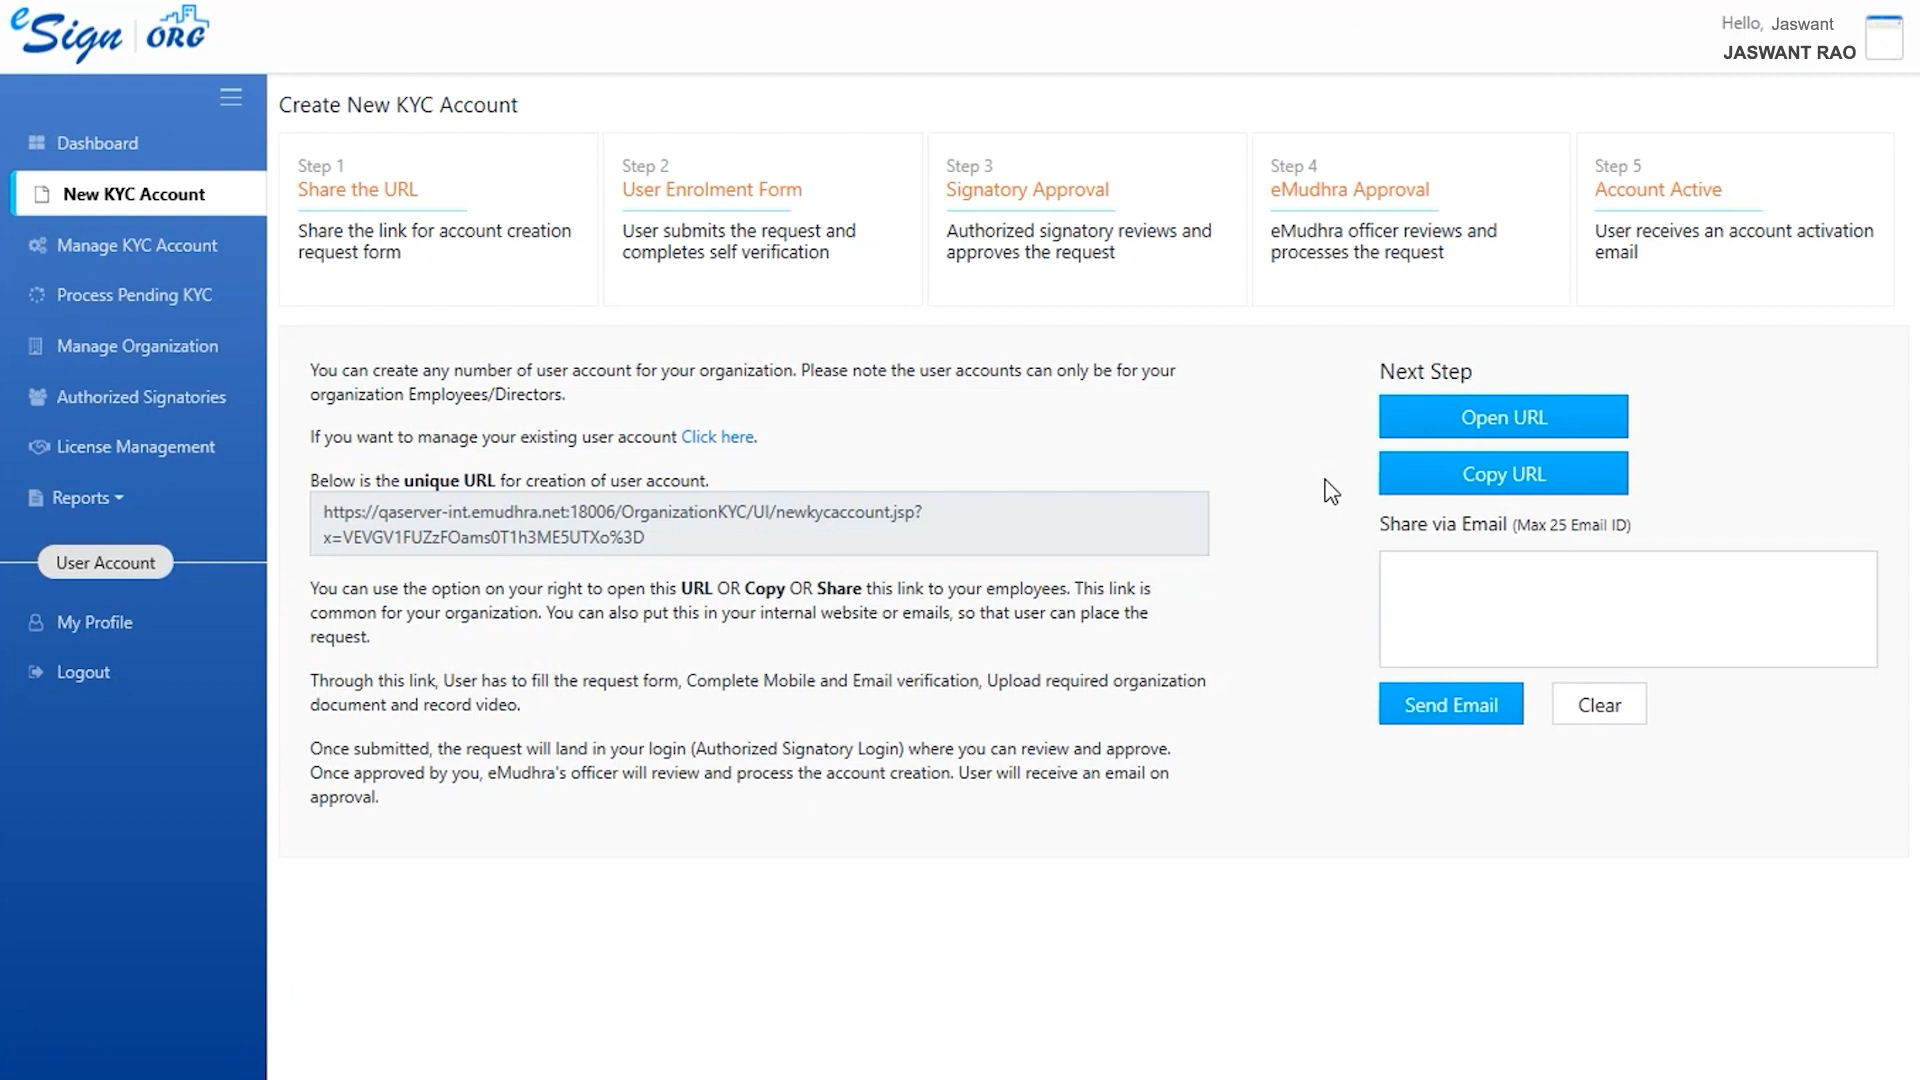 eSign ORG
Hello, Jaswant
JASWANT RAO
Dashboard
New KYC Account
Manage KYC Account
Process Pending KYC
Manage Organization
Authorized Signatories
License Management
Reports
User Account
My Profile
Logout
Create New KYC Account
Step 1
Share the URL
Share the link for account creation
request form
Step 2
User Enrolment Form
User submits the request and
completes self verification
Step 3
Signatory Approval
Authorized signatory reviews and
approves the request
Step 4
eMudhra Approval
eMudhra officer reviews and
processes the request
Step 5
Account Active
User receives an account activation
email
You can create any number of user account for your organization. Please note the user accounts can only be for your
organization Employees/Directors.
If you want to manage your existing user account Click here.
Below is the unique URL for creation of user account.
https://qaserver-int.emudhra.net:18006/OrganizationKYC/UI/newkycaccount.jsp?
x=VEVGV1FUZzFOams0T1h3ME5UTXo%3D
You can use the option on your right to open this URL OR Copy OR Share this link to your employees. This link is
common for your organization. You can also put this in your internal website or emails, so that user can place the
request.
Through this link, User has to fill the request form, Complete Mobile and Email verification, Upload required organization
document and record video.
Once submitted, the request will land in your login (Authorized Signatory Login) where you can review and approve.
Once approved by you, eMudhra's officer will review and process the account creation. User will receive an email on
approval.
Next Step
Open URL
Copy URL
Share via Email (Max 25 Email ID)
Send Email
Clear